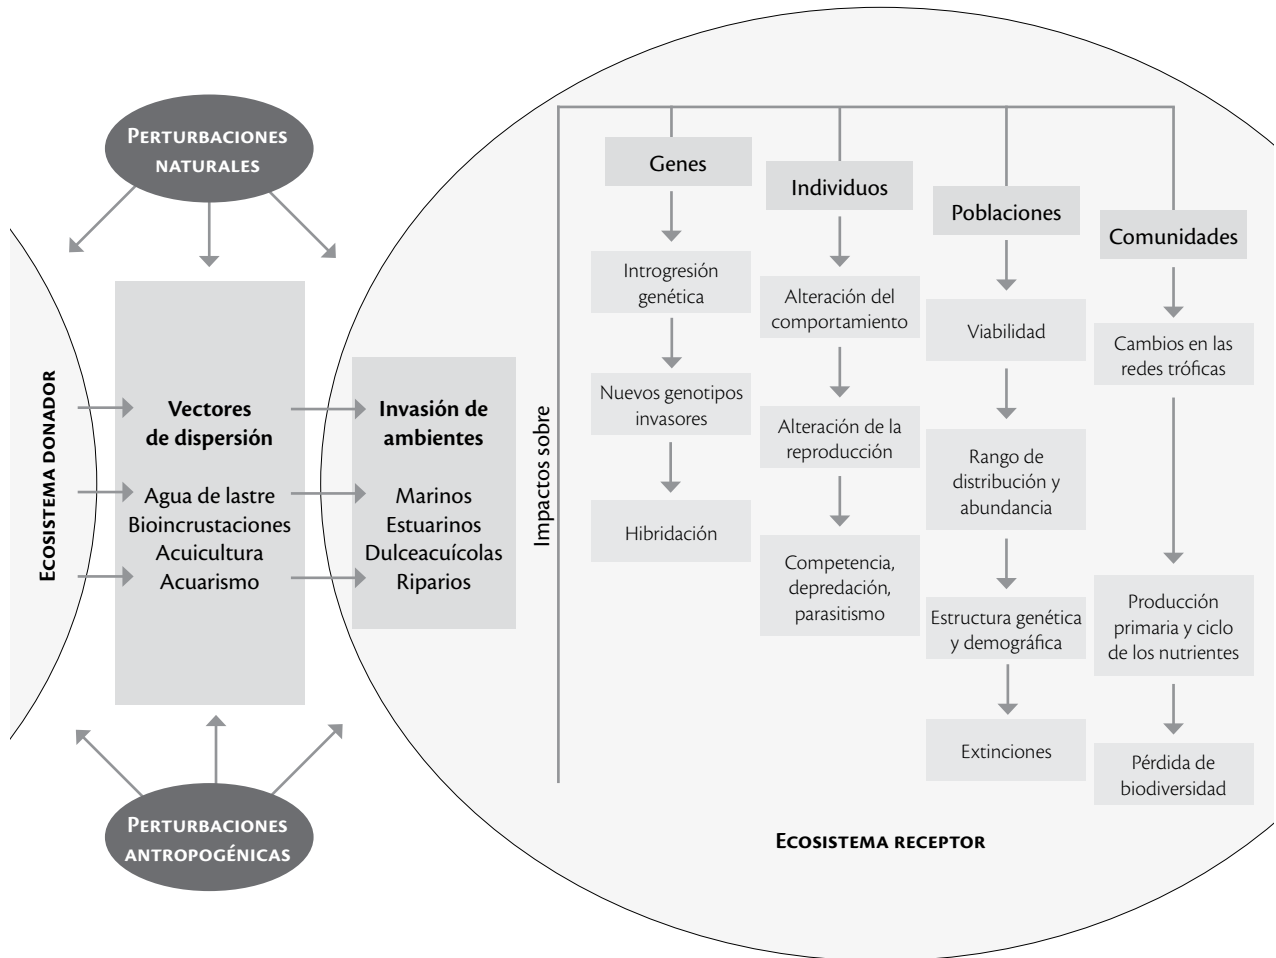 PERTURBACIONES
NATURALES
ECOSISTEMA DONADOR
Vectores
de dispersión
Agua de lastre
Bioincrustaciones
Acuicultura
Acuarismo
Invasión de
ambientes
Marinos
Estuarinos
Dulceacuícolas
Riparios
PERTURBACIONES
ANTROPOGÉNICAS
Impactos sobre
Genes
Introgresión
genética
Nuevos genotipos
invasores
Hibridación
Individuos
Alteración del
comportamiento
Alteración de la
reproducción
Competencia,
depredación,
parasitismo
Poblaciones
Viabilidad
Rango de
distribución y
abundancia
Estructura genética
y demográfica
Extinciones
Comunidades
Cambios en las
redes tróficas
Producción
primaria y ciclo
de los nutrientes
Pérdida de
biodiversidad
ECOSISTEMA RECEPTOR